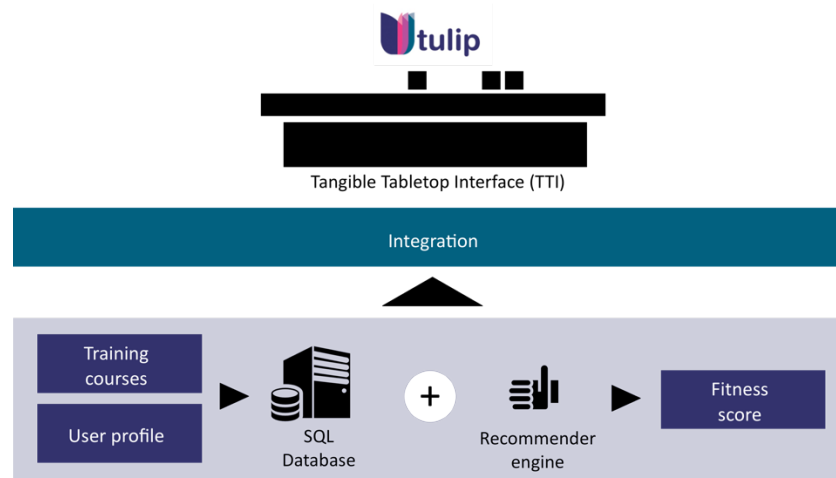 tulip
Tangible Tabletop Interface (TTI)
Integration
Training
courses
User profile
SQL
Database
+
Recommender
engine
Fitness
score